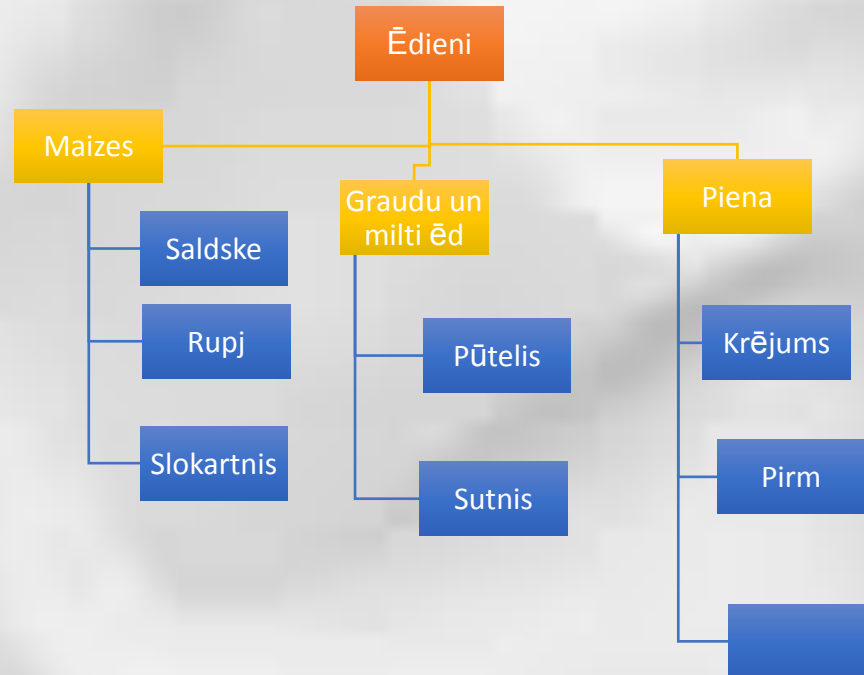 Ēdieni
Maizes
Saldske
Rupj
Slokartnis
Graudu un
milti ēd
Pūtelis
Sutnis
Piena
Krējums
Pirm